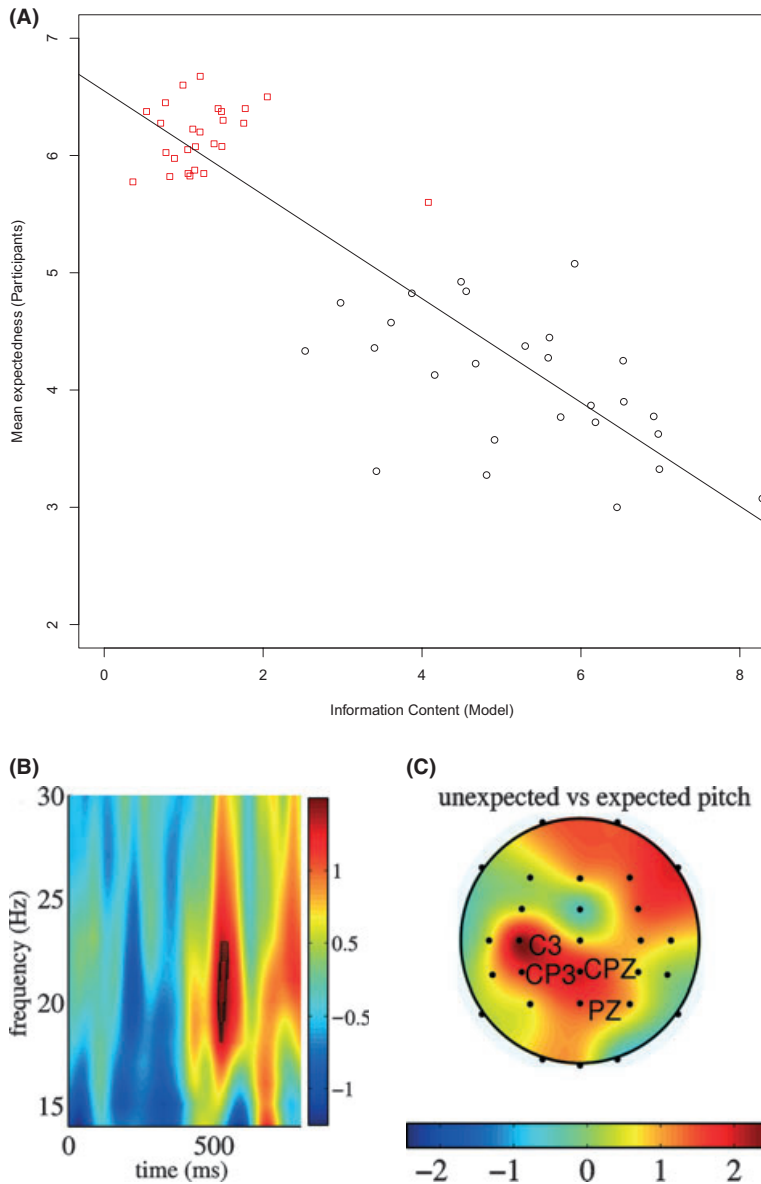 (A)
7
6
5
4
3
2
Mean expectedness (Participants)
0 2 4 6 8
Information Content (Model)
(B)
30
25
20
15
frequency (Hz)
0 500
time (ms)
1
0.5
−0.5
−1
(C)
unexpected vs expected pitch
C3
CP3 CPZ
PZ
−2 −1 0 1 2